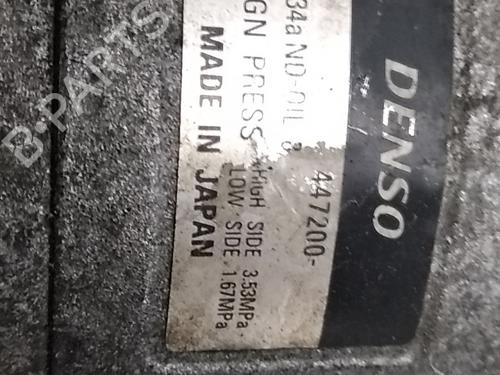 DENSO
447200-
34a ND-OIL 8
GN PRESS. HIGH SIDE 3.53MPa.
LOW SIDE. 1.67MPa
MADE IN JAPAN
B-PARTS